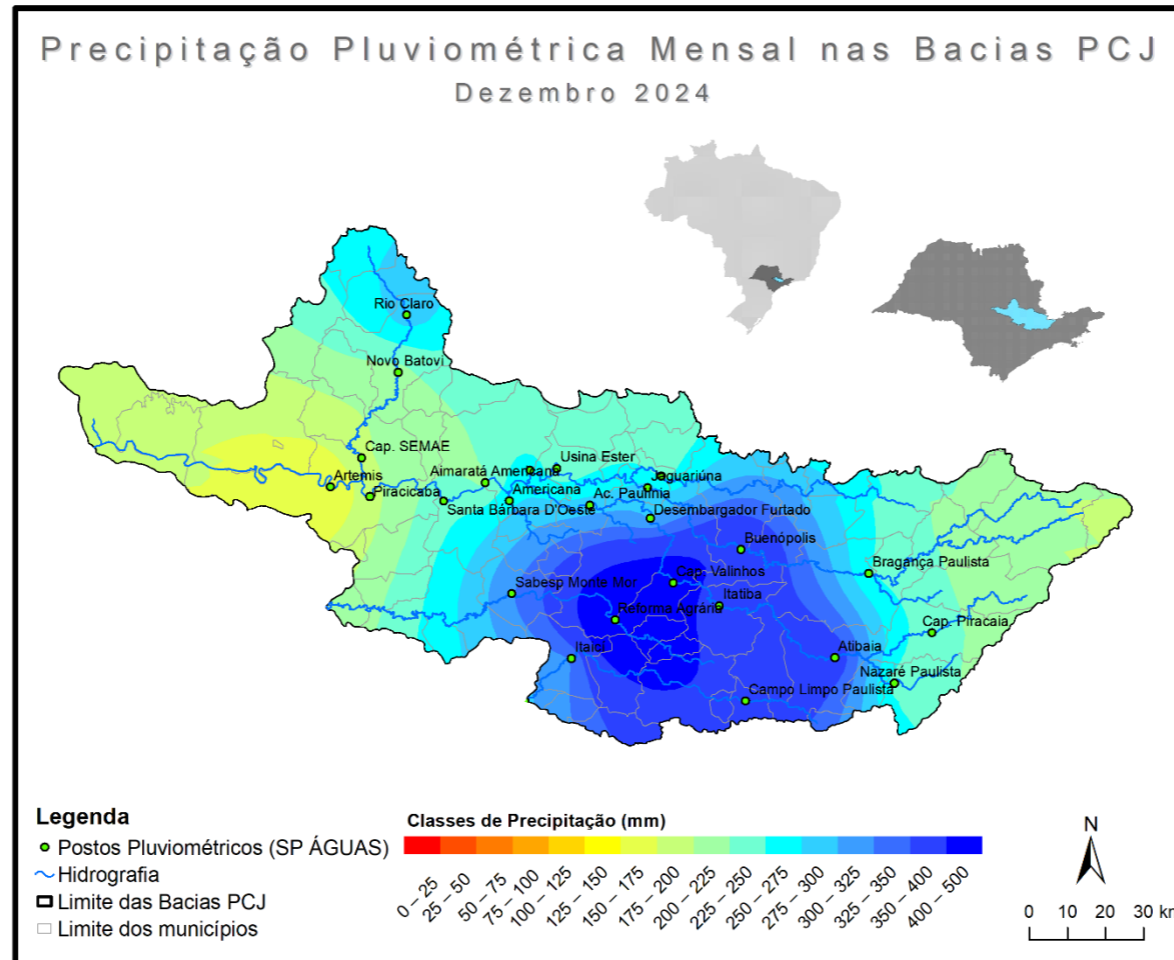 Precipitação Pluviométrica Mensal nas Bacias PCJ
Dezembro 2024
Rio Claro
Novo Batovi
Cap. SEMAE
Artemis
Piracicaba
Aimaratá Americana
Usina Ester
Americana
Santa Bárbara D'Oeste
Ac. Paulínia
Jaguariúna
Desembargador Furtado
Buenópolis
Bragança Paulista
Cap. Valinhos
Sabesp Monte Mor
Itatiba
Reforma Agrária
Cap. Piracaia
Itaici
Atibaia
Nazaré Paulista
Campo Limpo Paulista
Legenda
Postos Pluviométricos (SP ÁGUAS)
Hidrografia
Limite das Bacias PCJ
Limite dos municípios
Classes de Precipitação (mm)
0 – 25
25 – 50
50 – 75
75 – 100
100 – 125
125 – 150
150 – 175
175 – 200
200 – 225
225 – 250
250 – 275
275 – 300
300 – 325
325 – 350
350 – 400
400 – 500
N
0 10 20 30 km